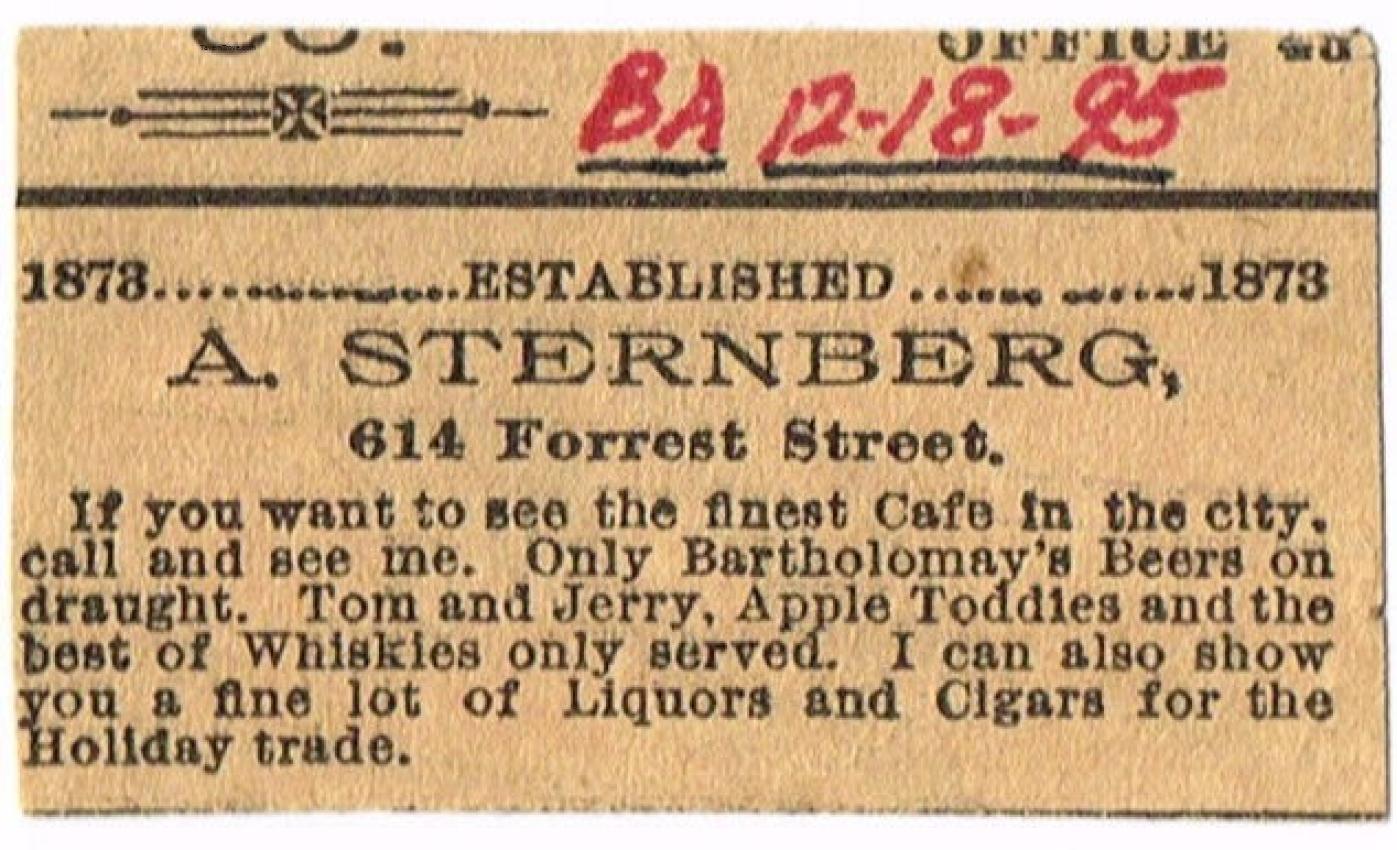 CO.
OFFICE
BA 12-18-95
1873..................ESTABLISHED ..............1873
A. STERNBERG,
614 Forrest Street.
If you want to see the finest Cafe in the city.
call and see me. Only Bartholomay's Beers on
draught. Tom and Jerry, Apple Toddies and the
best of Whiskies only served. I can also show
you a fine lot of Liquors and Cigars for the
Holiday trade.